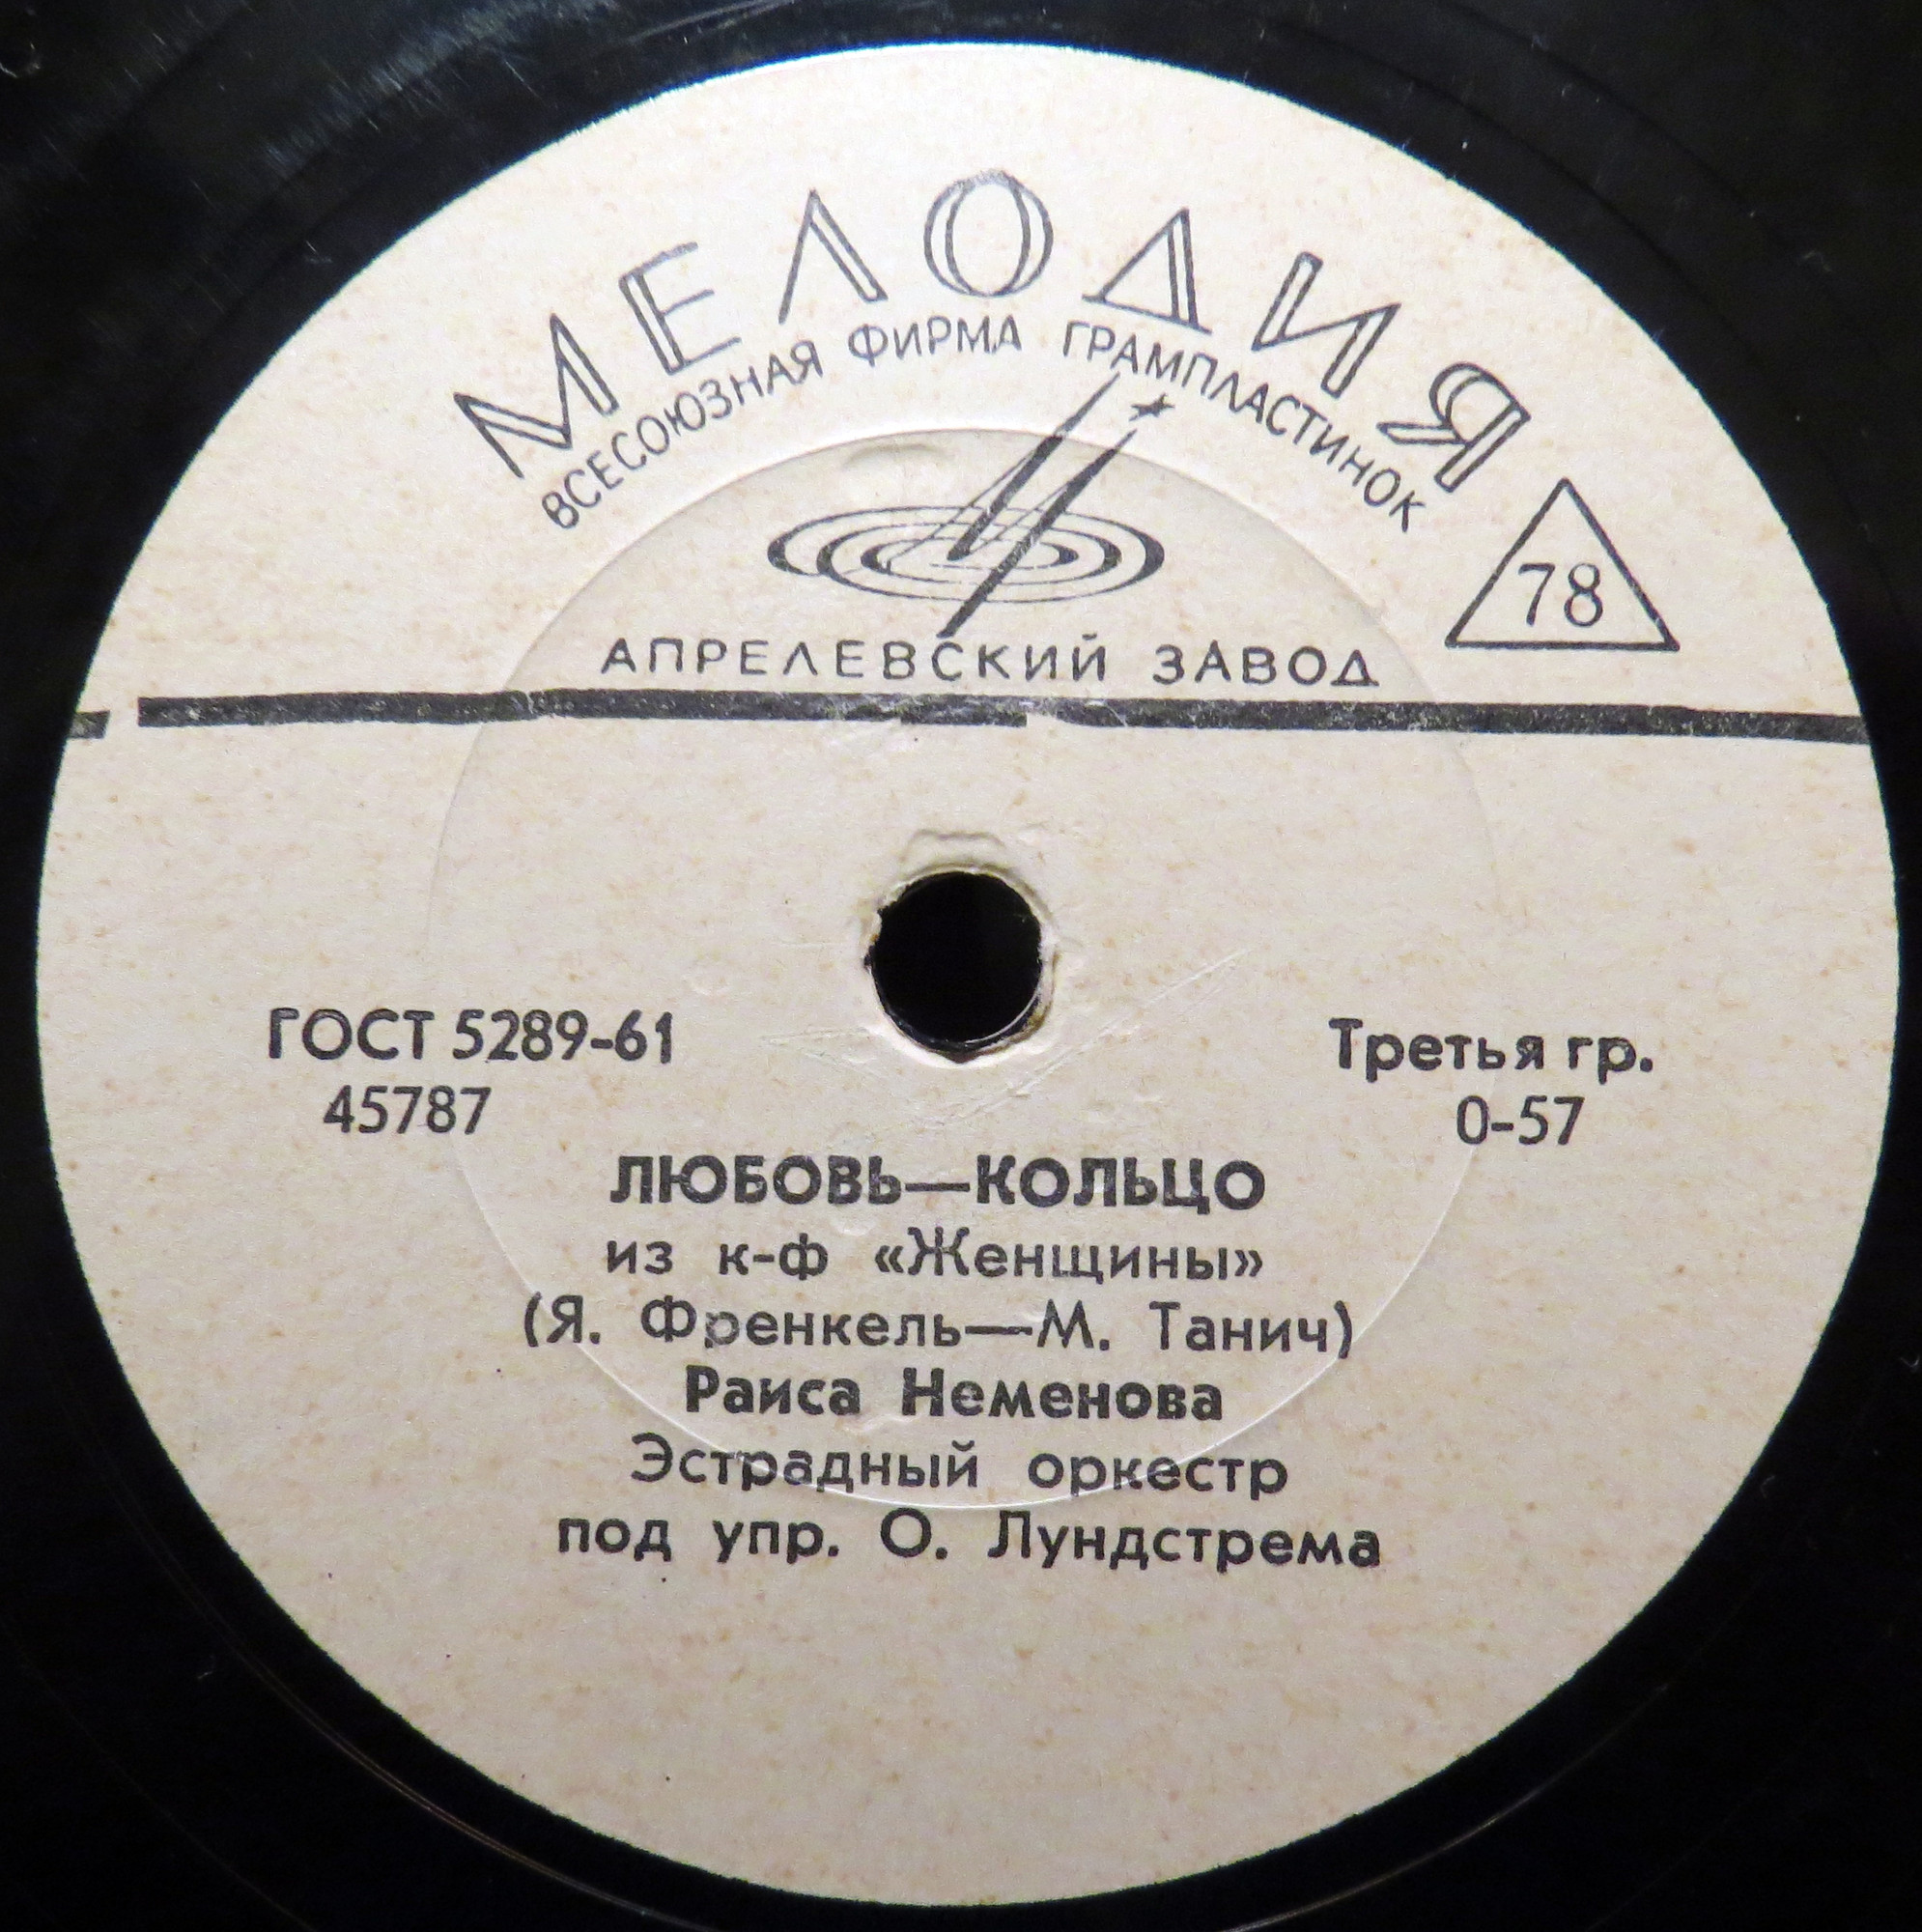 МЕЛОДИЯ
ВСЕСОЮЗНАЯ ФИРМА ГРАМПЛАСТИНОК
78
АПРЕЛЕВСКИЙ ЗАВОД
ГОСТ 5289-61
45787
Третья гр.
0-57
ЛЮБОВЬ—КОЛЬЦО
из к-ф «Женщины»
(Я. Френкель—М. Танич)
Раиса Неменова
Эстрадный оркестр
под упр. О. Лундстрема